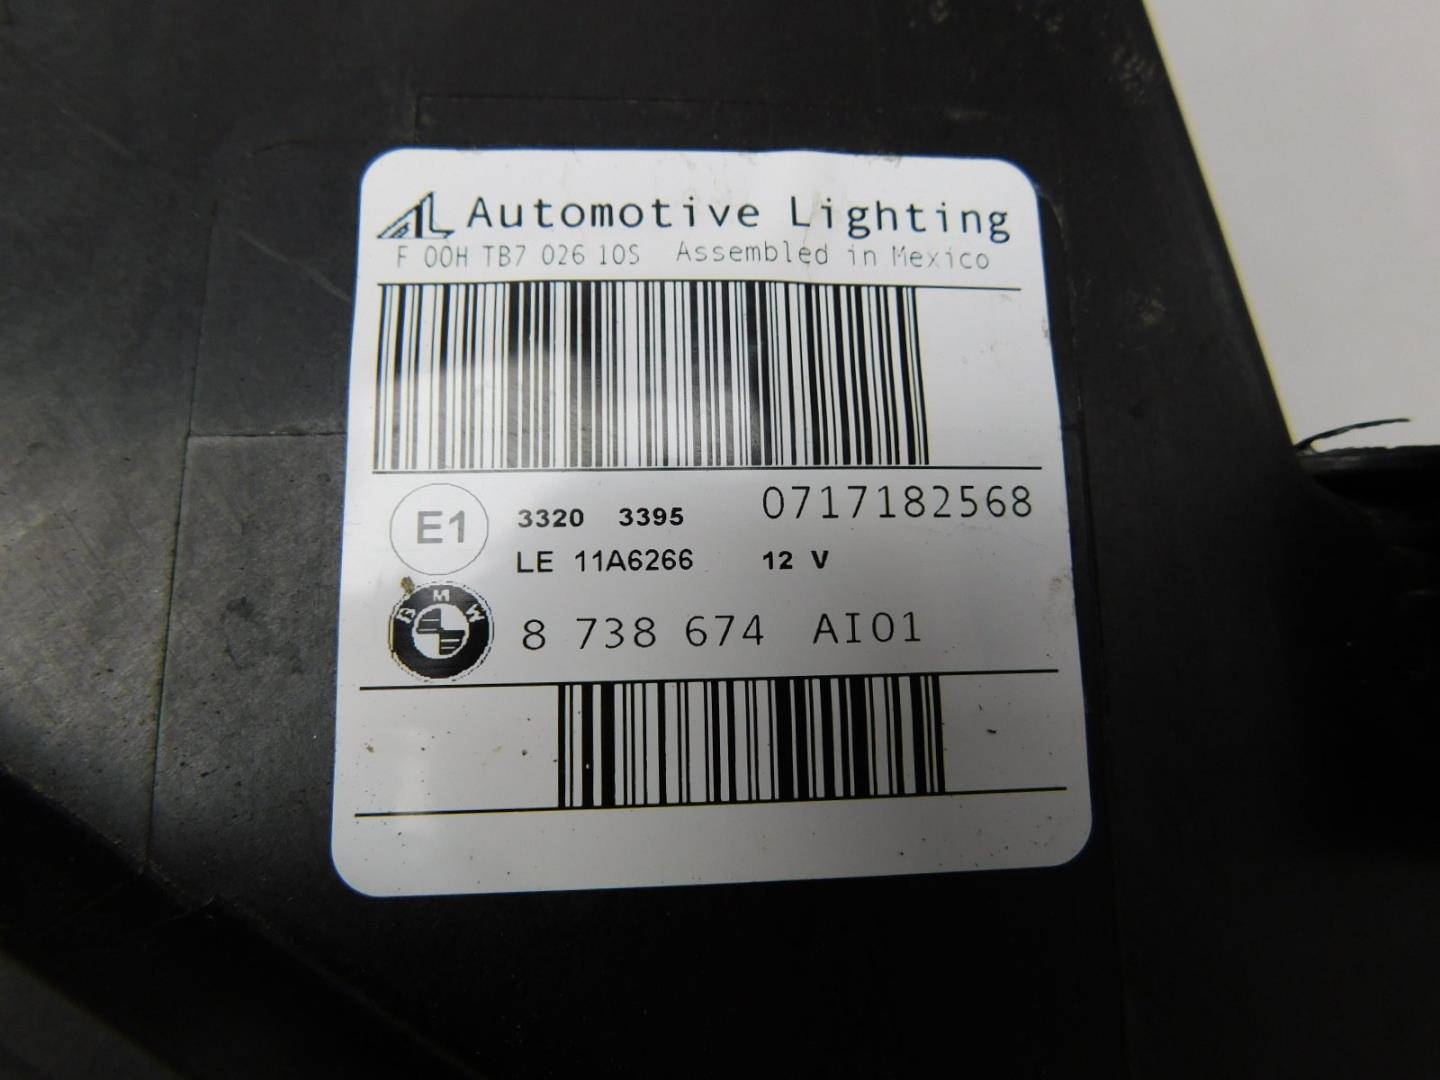 AL Automotive Lighting
F 00H TB7 026 10S Assembled in Mexico
E1 3320 3395 0717182568
LE 11A6266 12 V
BMW 8 738 674 AI01